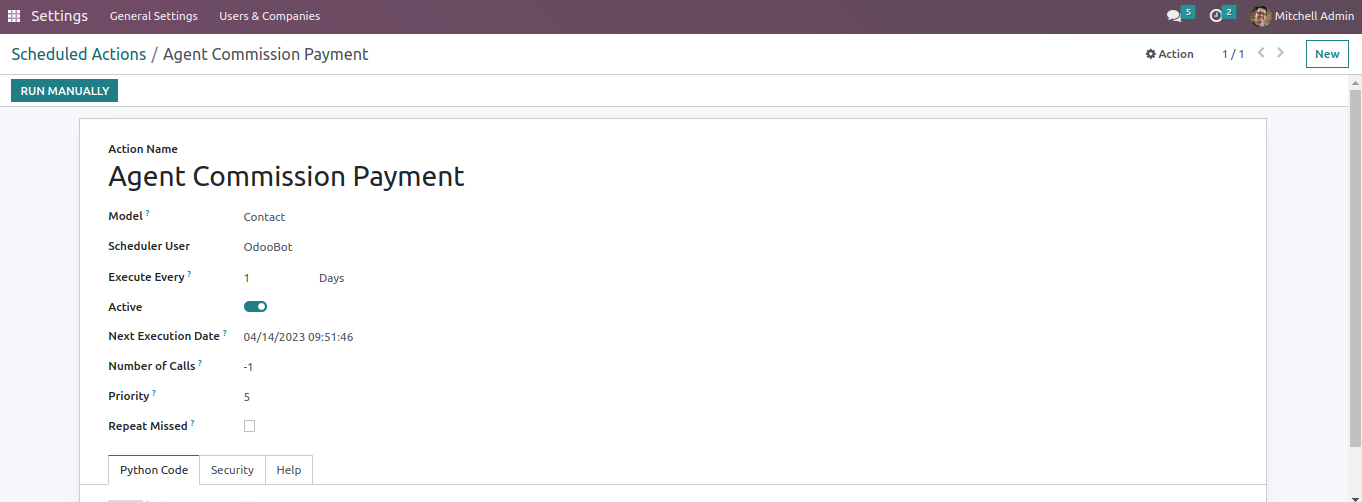 Settings General Settings Users & Companies 5 2 Mitchell Admin
Scheduled Actions / Agent Commission Payment Action 1 / 1 New
RUN MANUALLY
Action Name
Agent Commission Payment
Model ? Contact
Scheduler User OdooBot
Execute Every ? 1 Days
Active
Next Execution Date ? 04/14/2023 09:51:46
Number of Calls ? -1
Priority ? 5
Repeat Missed ?
Python Code Security Help